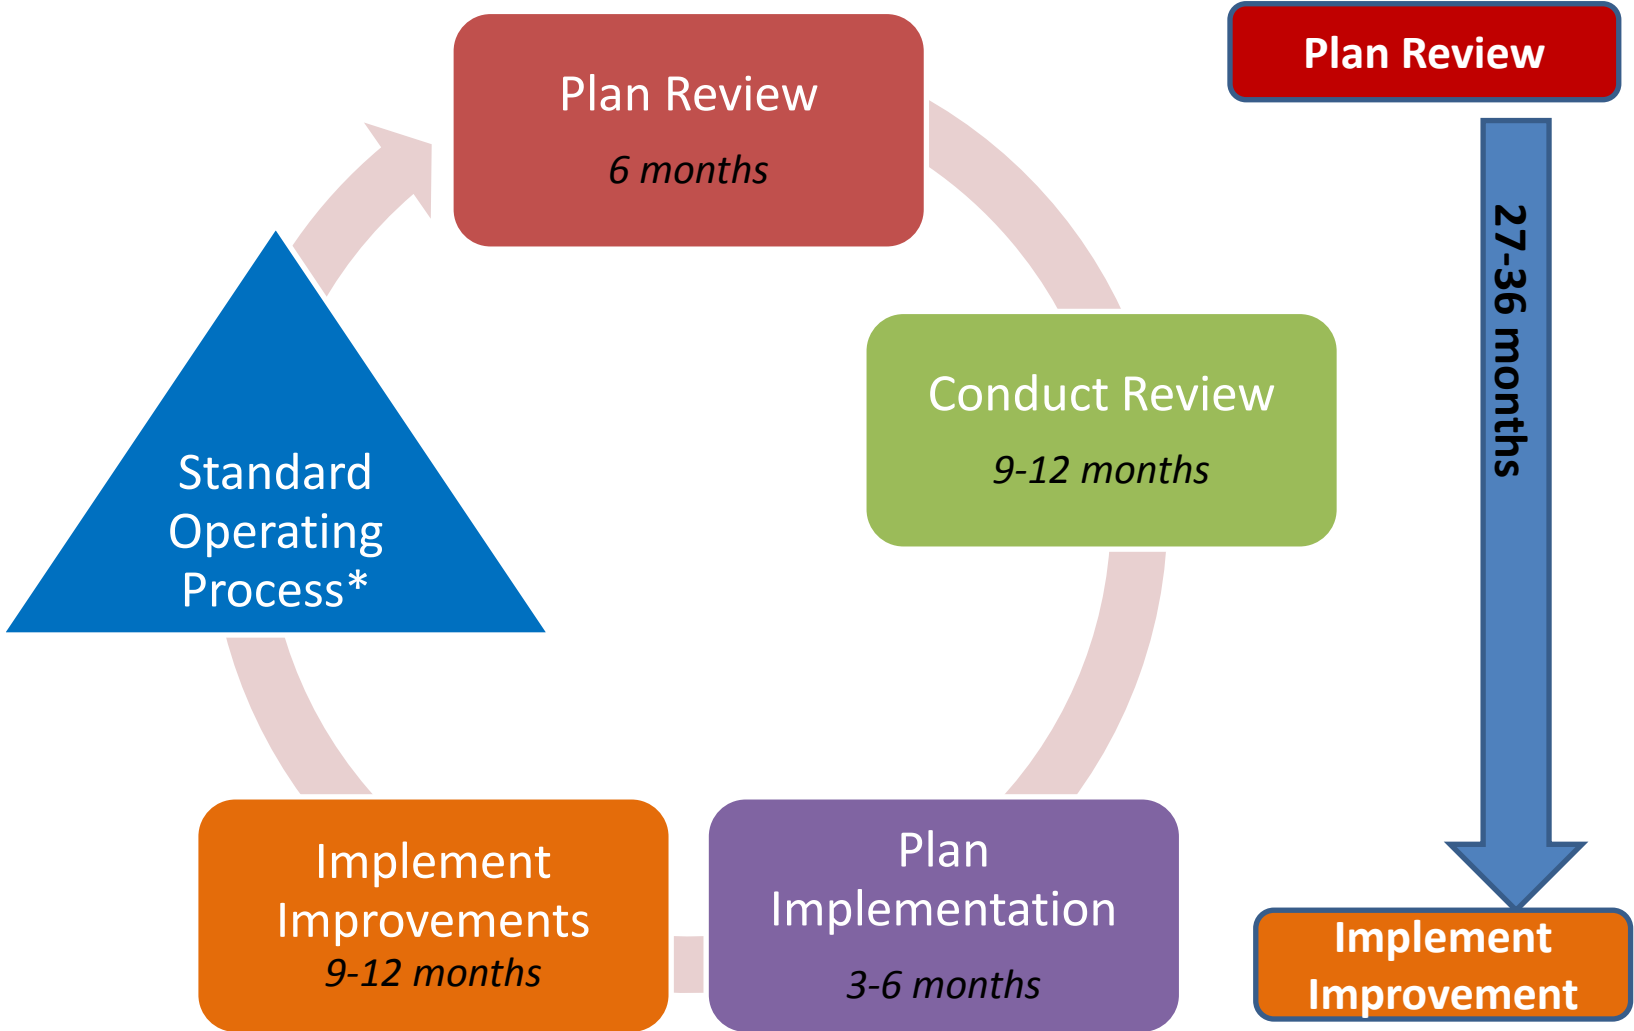 Plan Review
6 months
Conduct Review
9-12 months
Plan
Implementation
3-6 months
Implement
Improvements
9-12 months
Standard
Operating
Process*
Plan Review
27-36 months
Implement
Improvement